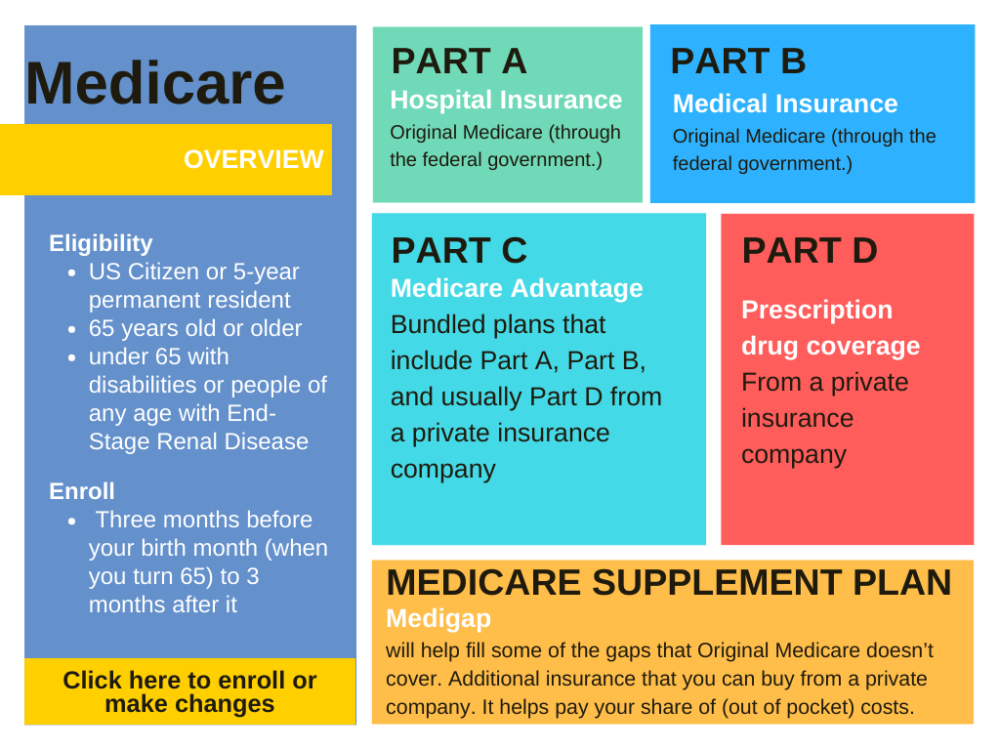 Medicare
OVERVIEW
Eligibility
• US Citizen or 5-year
permanent resident
• 65 years old or older
• under 65 with
disabilities or people of
any age with End-
Stage Renal Disease
Enroll
• Three months before
your birth month (when
you turn 65) to 3
months after it
Click here to enroll or
make changes
PART A
Hospital Insurance
Original Medicare (through
the federal government.)
PART B
Medical Insurance
Original Medicare (through the
federal government.)
PART C
Medicare Advantage
Bundled plans that
include Part A, Part B,
and usually Part D from
a private insurance
company
PART D
Prescription
drug coverage
From a private
insurance
company
MEDICARE SUPPLEMENT PLAN
Medigap
will help fill some of the gaps that Original Medicare doesn’t
cover. Additional insurance that you can buy from a private
company. It helps pay your share of (out of pocket) costs.